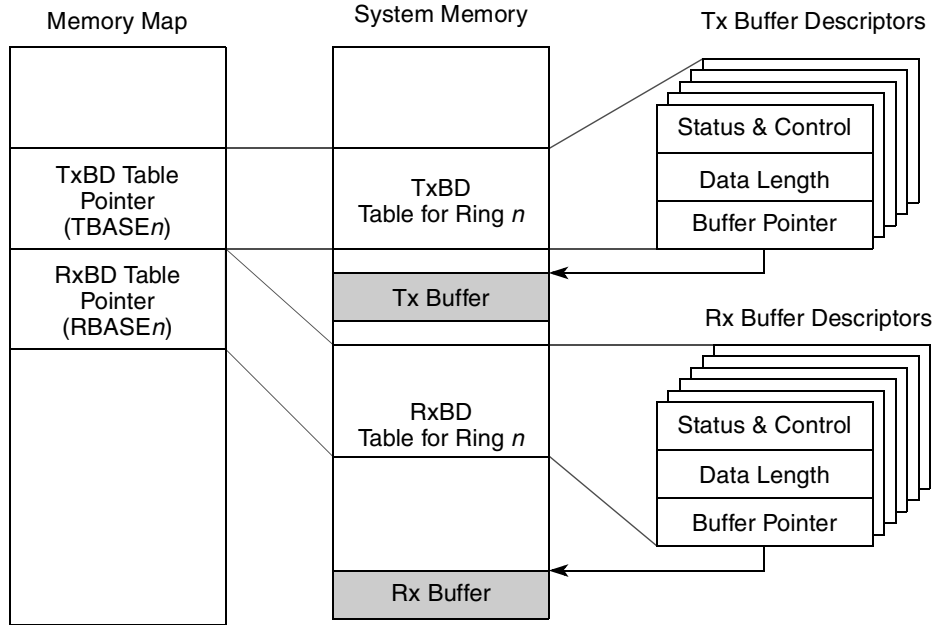 Memory Map
System Memory
Tx Buffer Descriptors
TxBD Table
Pointer
(TBASEn)
RxBD Table
Pointer
(RBASEn)
TxBD
Table for Ring n
Tx Buffer
RxBD
Table for Ring n
Rx Buffer
Status & Control
Data Length
Buffer Pointer
Rx Buffer Descriptors
Status & Control
Data Length
Buffer Pointer